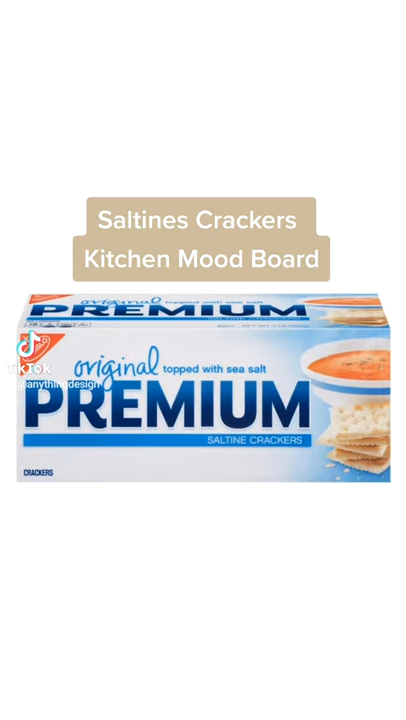 Saltines Crackers
Kitchen Mood Board
original topped with sea salt
PREMIUM
TikTok
@anythingdesign
original topped with sea salt
PREMIUM
SALTINE CRACKERS
CRACKERS